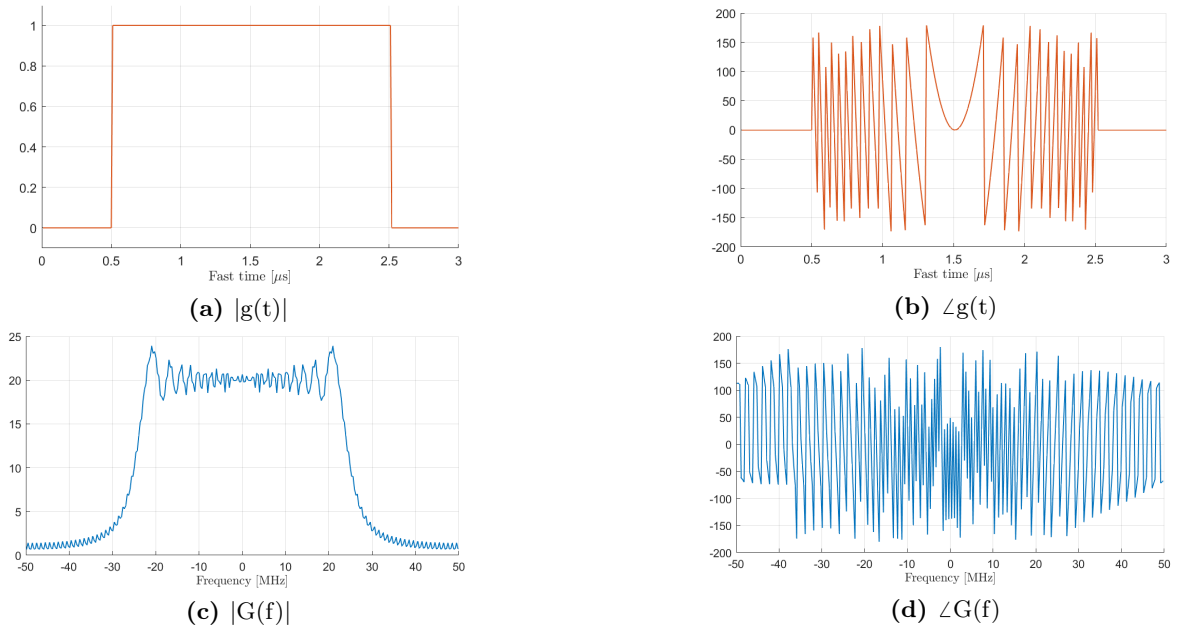 1
0.8
0.6
0.4
0.2
0
0 0.5 1 1.5 2 2.5 3
Fast time [μs]
(a) |g(t)|
200
150
100
50
0
-50
-100
-150
-200
0 0.5 1 1.5 2 2.5 3
Fast time [μs]
(b) ∠g(t)
25
20
15
10
5
0
-50 -40 -30 -20 -10 0 10 20 30 40 50
Frequency [MHz]
(c) |G(f)|
200
150
100
50
0
-50
-100
-150
-200
-50 -40 -30 -20 -10 0 10 20 30 40 50
Frequency [MHz]
(d) ∠G(f)